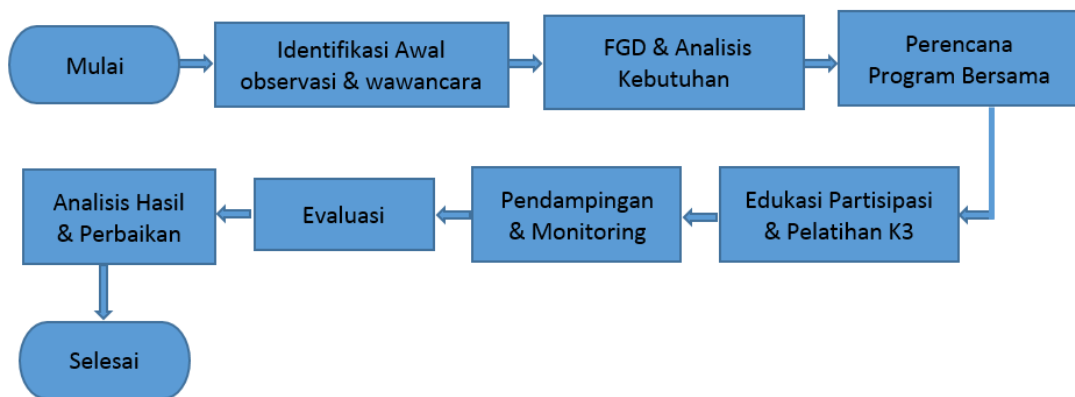 Mulai
Identifikasi Awal
observasi & wawancara
FGD & Analisis
Kebutuhan
Perencana
Program Bersama
Edukasi Partisipasi
& Pelatihan K3
Pendampingan
& Monitoring
Evaluasi
Analisis Hasil
& Perbaikan
Selesai